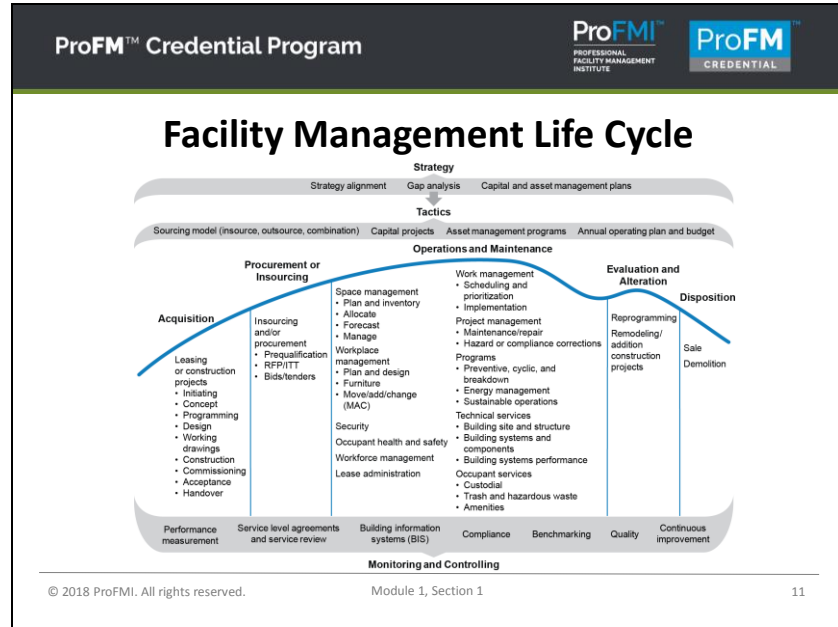 ProFM™ Credential Program
ProFMI™
PROFESSIONAL
FACILITY MANAGEMENT
INSTITUTE
ProFM™
CREDENTIAL
Facility Management Life Cycle
Strategy
Strategy alignment Gap analysis Capital and asset management plans
Tactics
Sourcing model (insource, outsource, combination) Capital projects Asset management programs Annual operating plan and budget
Operations and Maintenance
Acquisition
Leasing
or construction
projects
• Initiating
• Concept
• Programming
• Design
• Working
drawings
• Construction
• Commissioning
• Acceptance
• Handover
Procurement or
Insourcing
Insourcing
and/or
procurement
• Prequalification
• RFP/ITT
• Bids/tenders
Space management
• Plan and inventory
• Allocate
• Forecast
• Manage
Workplace
management
• Plan and design
• Furniture
• Move/add/change
(MAC)
Security
Occupant health and safety
Workforce management
Lease administration
Work management
• Scheduling and
prioritization
• Implementation
Project management
• Maintenance/repair
• Hazard or compliance corrections
Programs
• Preventive, cyclic, and
breakdown
• Energy management
• Sustainable operations
Technical services
• Building site and structure
• Building systems and
components
• Building systems performance
Occupant services
• Custodial
• Trash and hazardous waste
• Amenities
Evaluation and
Alteration
Reprogramming
Remodeling/
addition
construction
projects
Disposition
Sale
Demolition
Performance
measurement
Service level agreements
and service review
Building information
systems (BIS)
Compliance
Benchmarking
Quality
Continuous
improvement
Monitoring and Controlling
© 2018 ProFMI. All rights reserved.
Module 1, Section 1
11